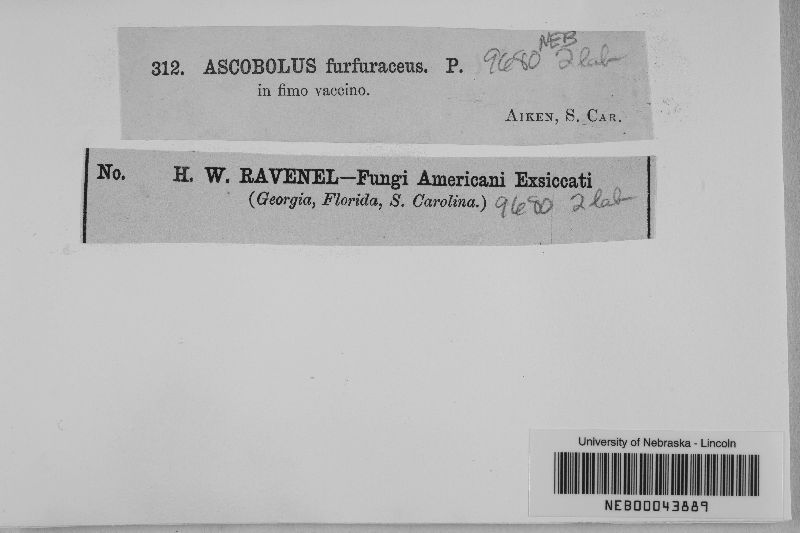 312. ASCOBOLUS furfuraceus. P. 9680 NEB 2 lab
in fimo vaccino.
AIKEN, S. CAR.
No. H. W. RAVENEL—Fungi Americani Exsiccati
(Georgia, Florida, S. Carolina.) 9680 2 lab
University of Nebraska - Lincoln
NEB00043889